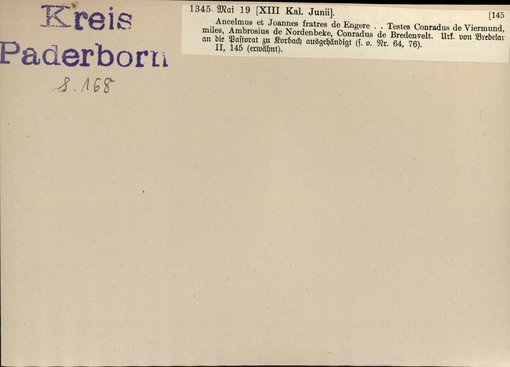 Kreis
Paderborn
S. 168
1345. Mai 19 [XIII Kal. Junii]. [145
Ancelmus et Joannes fratres de Engere . . Testes Conradus de Viermund,
miles, Ambrosius de Nordenbeke, Conradus de Bredenvelt. Urk. von Bredelar
an die Pastorat zu Korbach ausgehändigt (s. o. Nr. 64, 76).
II, 145 (erwähnt).